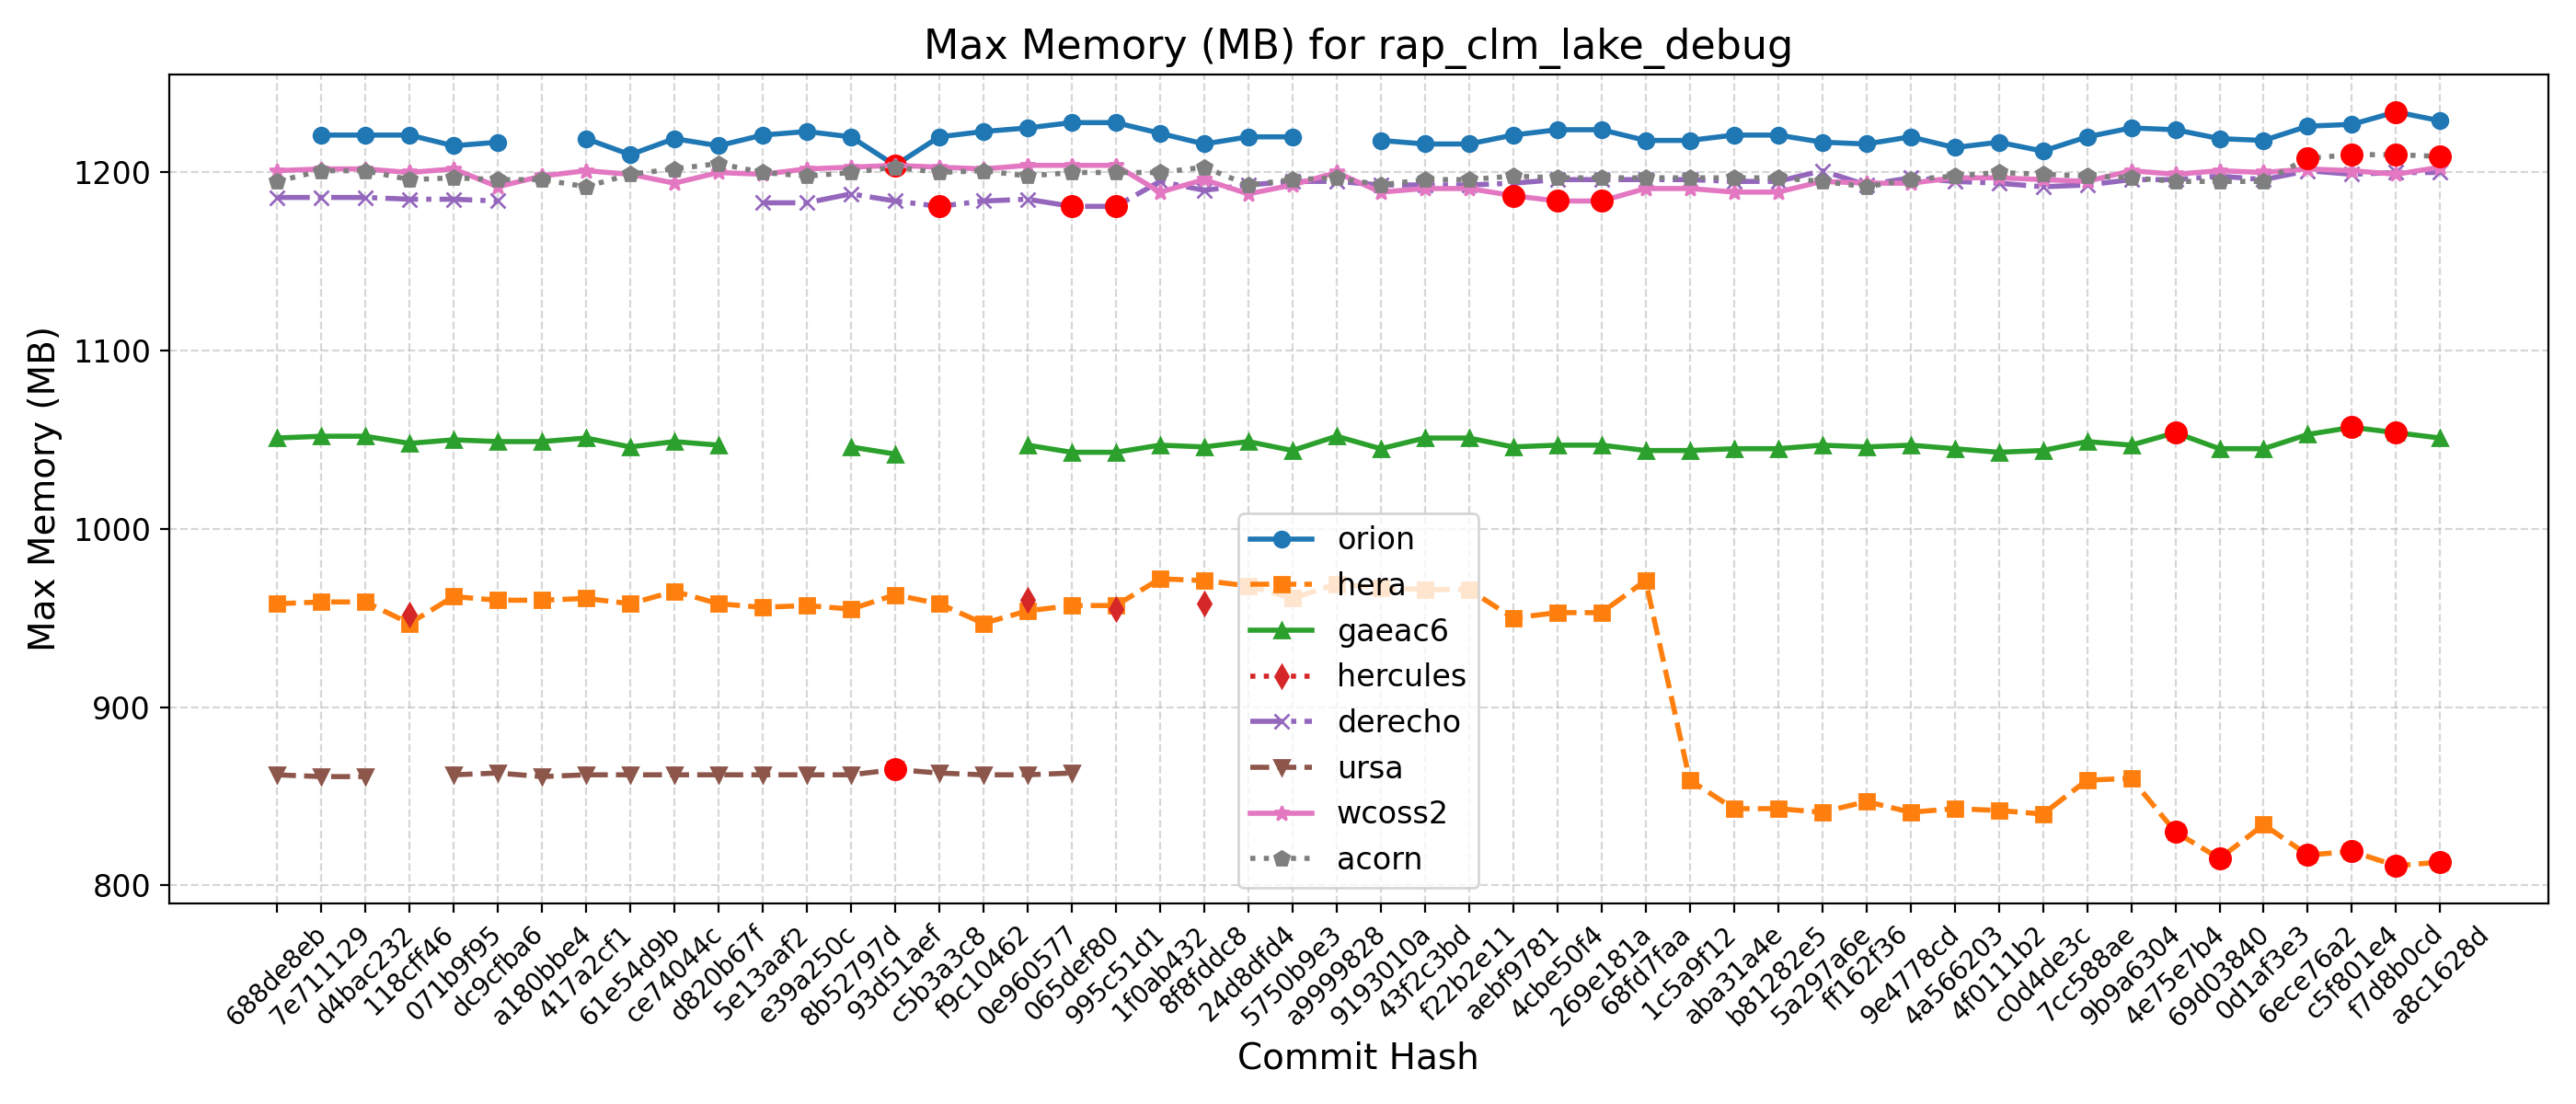 Max Memory (MB) for rap_clm_lake_debug
Max Memory (MB)
1200
1100
1000
900
800
orion
hera
gaeac6
hercules
derecho
ursa
wcoss2
acorn
688de8eb
7e711129
d4bac232
118cff46
071b9f95
dc9cfba6
a180bbe4
417a2cf1
61e54d9b
ce74044c
d820b67f
5e13aaf2
e39a250c
8b52797d
93d51aef
c5b3a3c8
f9c10462
0e960577
065def80
995c51d1
1f0ab432
8f8fddc8
24d8dfd4
5750b9e3
a9999828
9193010a
43f2c3bd
f22b2e11
aebf9781
4cbe50f4
269e181a
68fd7faa
1c5a9f12
aba31a4e
b81282e5
5a297a6e
ff162f36
9e4778cd
4a566203
4f0111b2
c0d4de3c
7cc588ae
9b9a6304
4e75e7b4
69d03840
0d1af3e3
6ece76a2
c5f801e4
f7d8b0cd
a8c1628d
Commit Hash